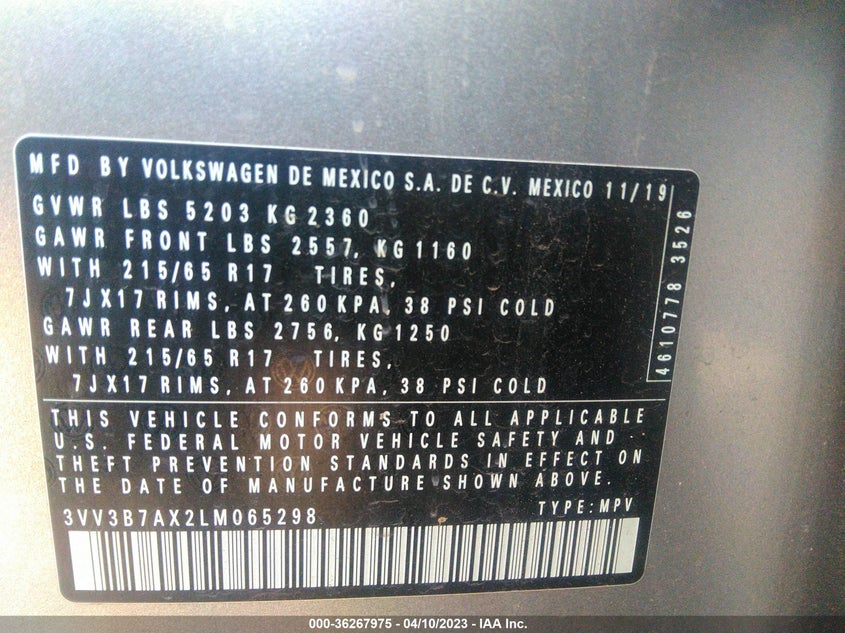 MFD BY VOLKSWAGEN DE MEXICO S.A. DE C.V. MEXICO 11/19
GVWR LBS 5203 KG 2360
GAWR FRONT LBS 2557, KG 1160
WITH 215/65 R17 TIRES,
7JX17 RIMS, AT 260 KPA, 38 PSI COLD
GAWR REAR LBS 2756, KG 1250
WITH 215/65 R17 TIRES,
7JX17 RIMS, AT 260 KPA, 38 PSI COLD
4610778 3526
THIS VEHICLE CONFORMS TO ALL APPLICABLE
U.S. FEDERAL MOTOR VEHICLE SAFETY AND
THEFT PREVENTION STANDARDS IN EFFECT ON
THE DATE OF MANUFACTURE SHOWN ABOVE.
3VV3B7AX2LM065298 TYPE: MPV
000-36267975 - 04/10/2023 - IAA Inc.